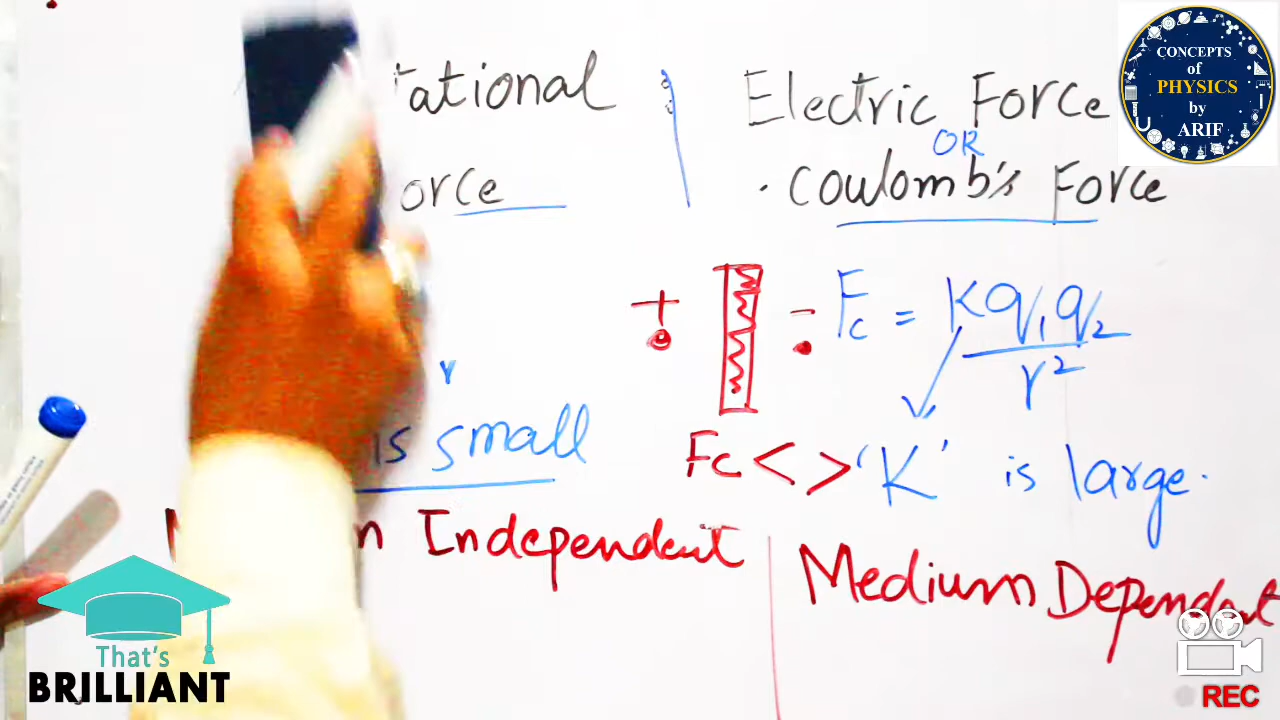 tational
orce
is small
n Independent
Electric Force
OR
Coulomb's Force
+ - Fc = Kq1q2
r2
Fc < > 'K' is large.
Medium Dependent
r
CONCEPTS
of
PHYSICS
by
ARIF
That's
BRILLIANT
REC